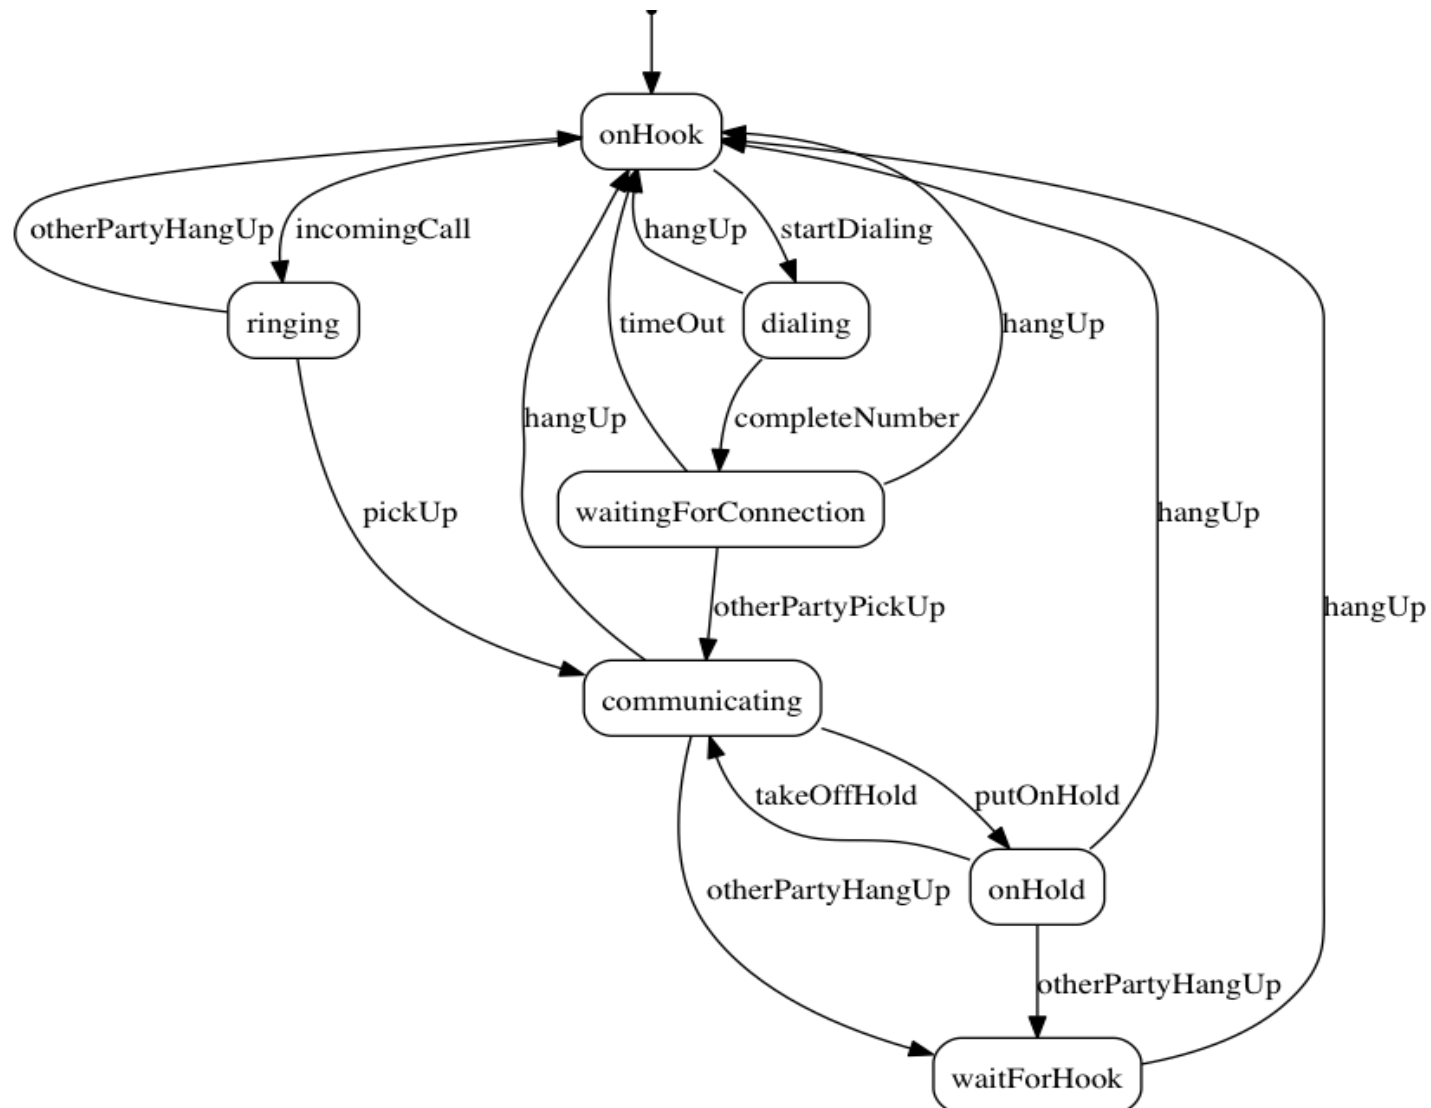 onHook
otherPartyHangUp
incomingCall
hangUp
startDialing
ringing
timeOut
dialing
hangUp
hangUp
completeNumber
pickUp
waitingForConnection
hangUp
otherPartyPickUp
hangUp
communicating
takeOffHold
putOnHold
otherPartyHangUp
onHold
otherPartyHangUp
waitForHook